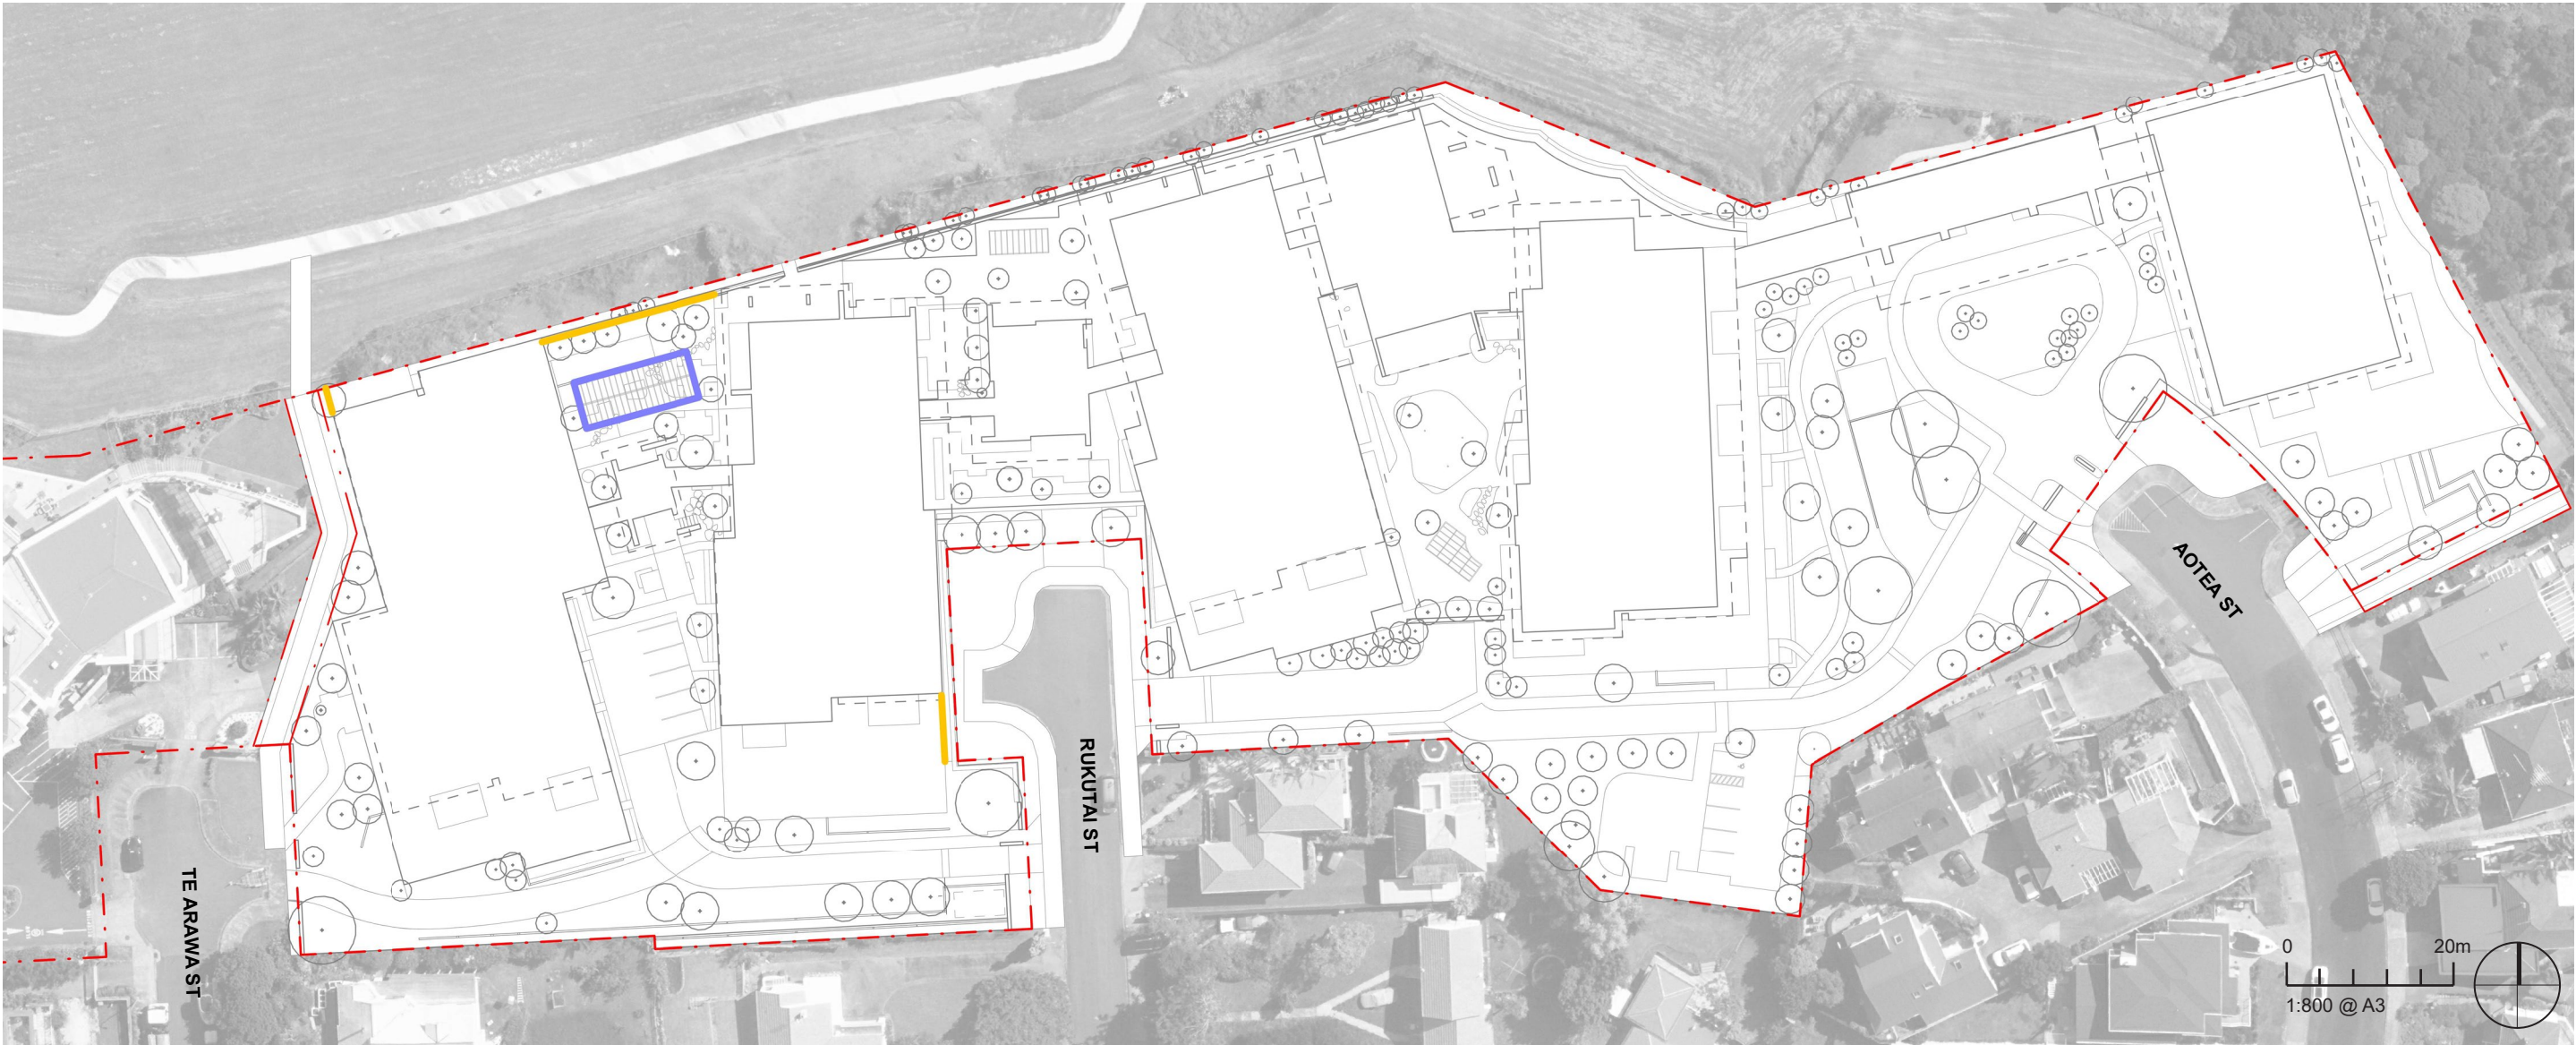 TE ARAWA ST
RUKUTAI ST
AOTEA ST
0 20m
1:800 @ A3